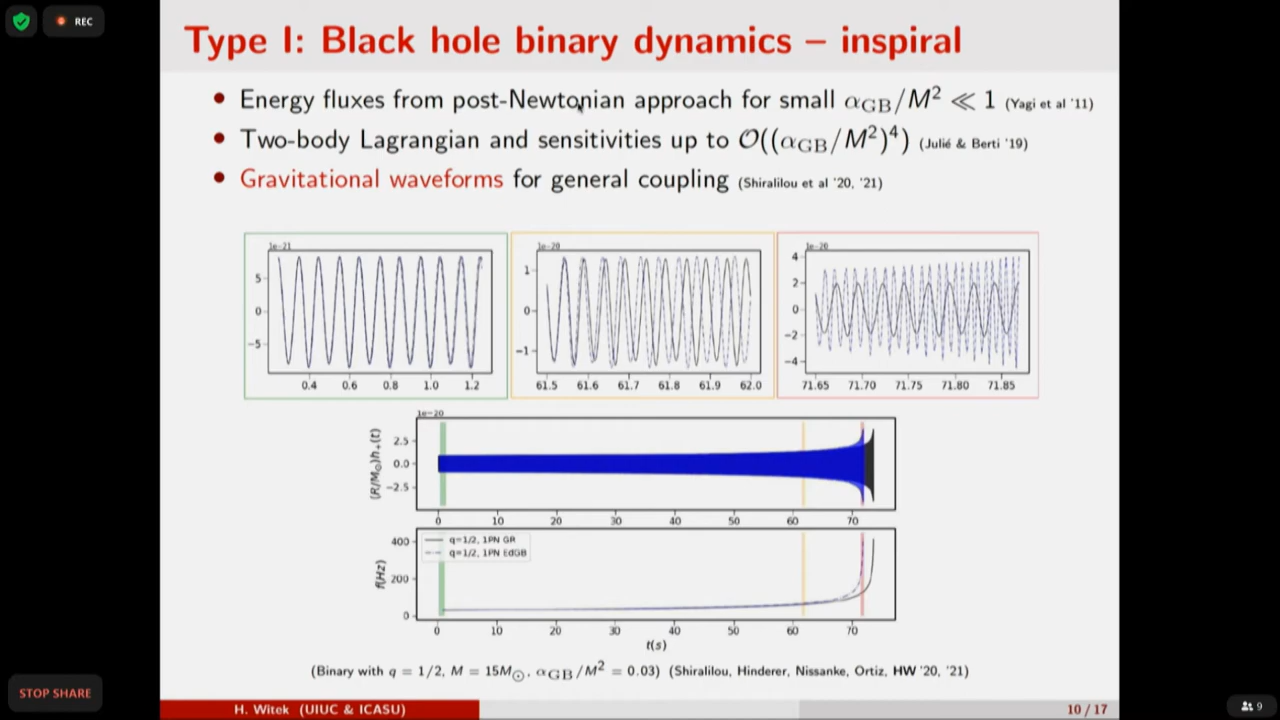 REC
Type I: Black hole binary dynamics – inspiral
• Energy fluxes from post-Newtonian approach for small α_GB/M² ≪ 1 (Yagi et al '11)
• Two-body Lagrangian and sensitivities up to 𝒪((α_GB/M²)⁴) (Julié & Berti '19)
• Gravitational waveforms for general coupling (Shiralilou et al '20, '21)
1e−21
5
0
−5
0.4 0.6 0.8 1.0 1.2
1e−20
1
0
−1
61.5 61.6 61.7 61.8 61.9 62.0
1e−20
4
2
0
−2
−4
71.65 71.70 71.75 71.80 71.85
1e−20
(R/M⊙)h₊(t)
2.5
0.0
−2.5
0 10 20 30 40 50 60 70
f(Hz)
400
200
0
q=1/2, 1PN GR
q=1/2, 1PN EdGB
0 10 20 30 40 50 60 70
t(s)
(Binary with q = 1/2, M = 15M⊙, α_GB/M² = 0.03) (Shiralilou, Hinderer, Nissanke, Ortiz, HW '20, '21)
STOP SHARE
H. Witek (UIUC & ICASU)
10 / 17
9